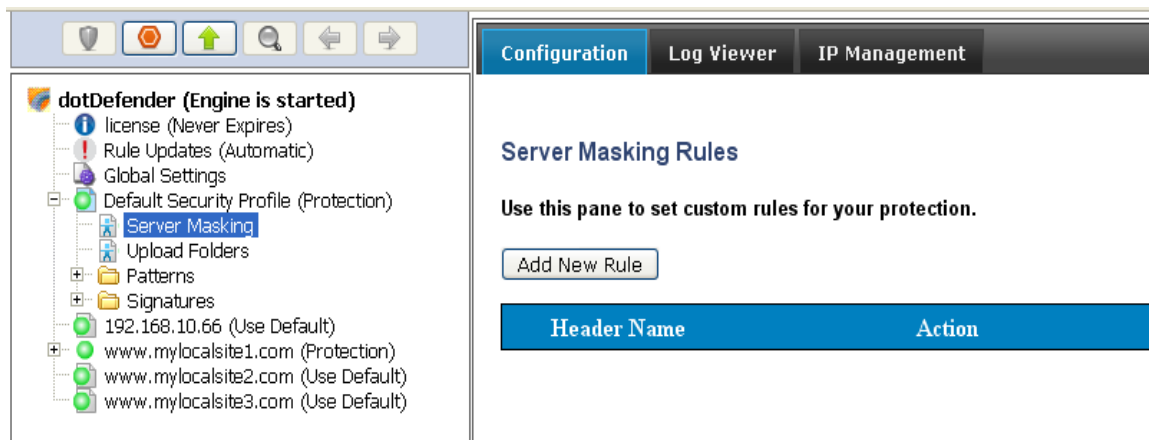 Configuration Log Viewer IP Management
dotDefender (Engine is started)
license (Never Expires)
Rule Updates (Automatic)
Global Settings
Default Security Profile (Protection)
Server Masking
Upload Folders
Patterns
Signatures
192.168.10.66 (Use Default)
www.mylocalsite1.com (Protection)
www.mylocalsite2.com (Use Default)
www.mylocalsite3.com (Use Default)
Server Masking Rules
Use this pane to set custom rules for your protection.
Add New Rule
Header Name Action